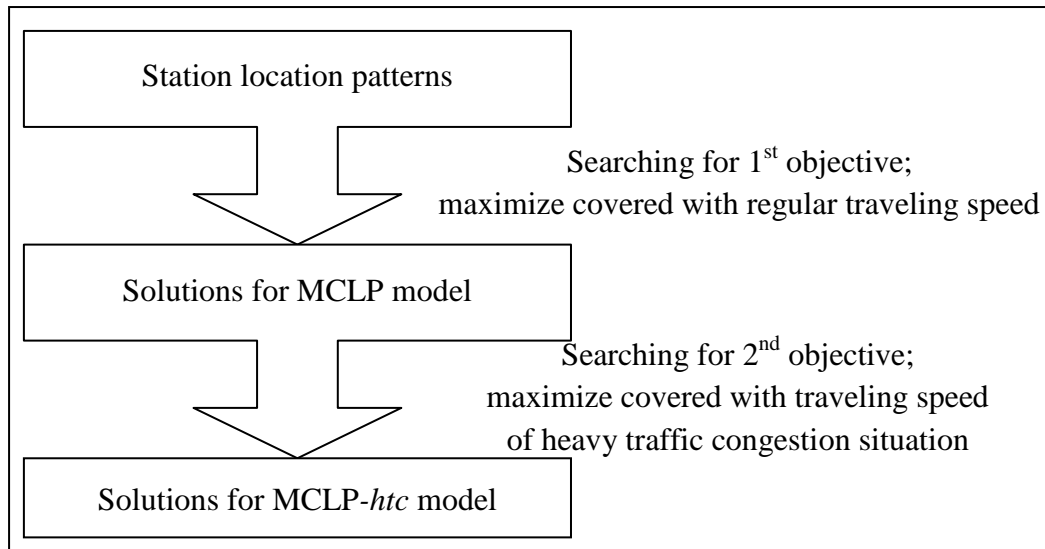 Station location patterns
Searching for 1st objective;
maximize covered with regular traveling speed
Solutions for MCLP model
Searching for 2nd objective;
maximize covered with traveling speed
of heavy traffic congestion situation
Solutions for MCLP-htc model